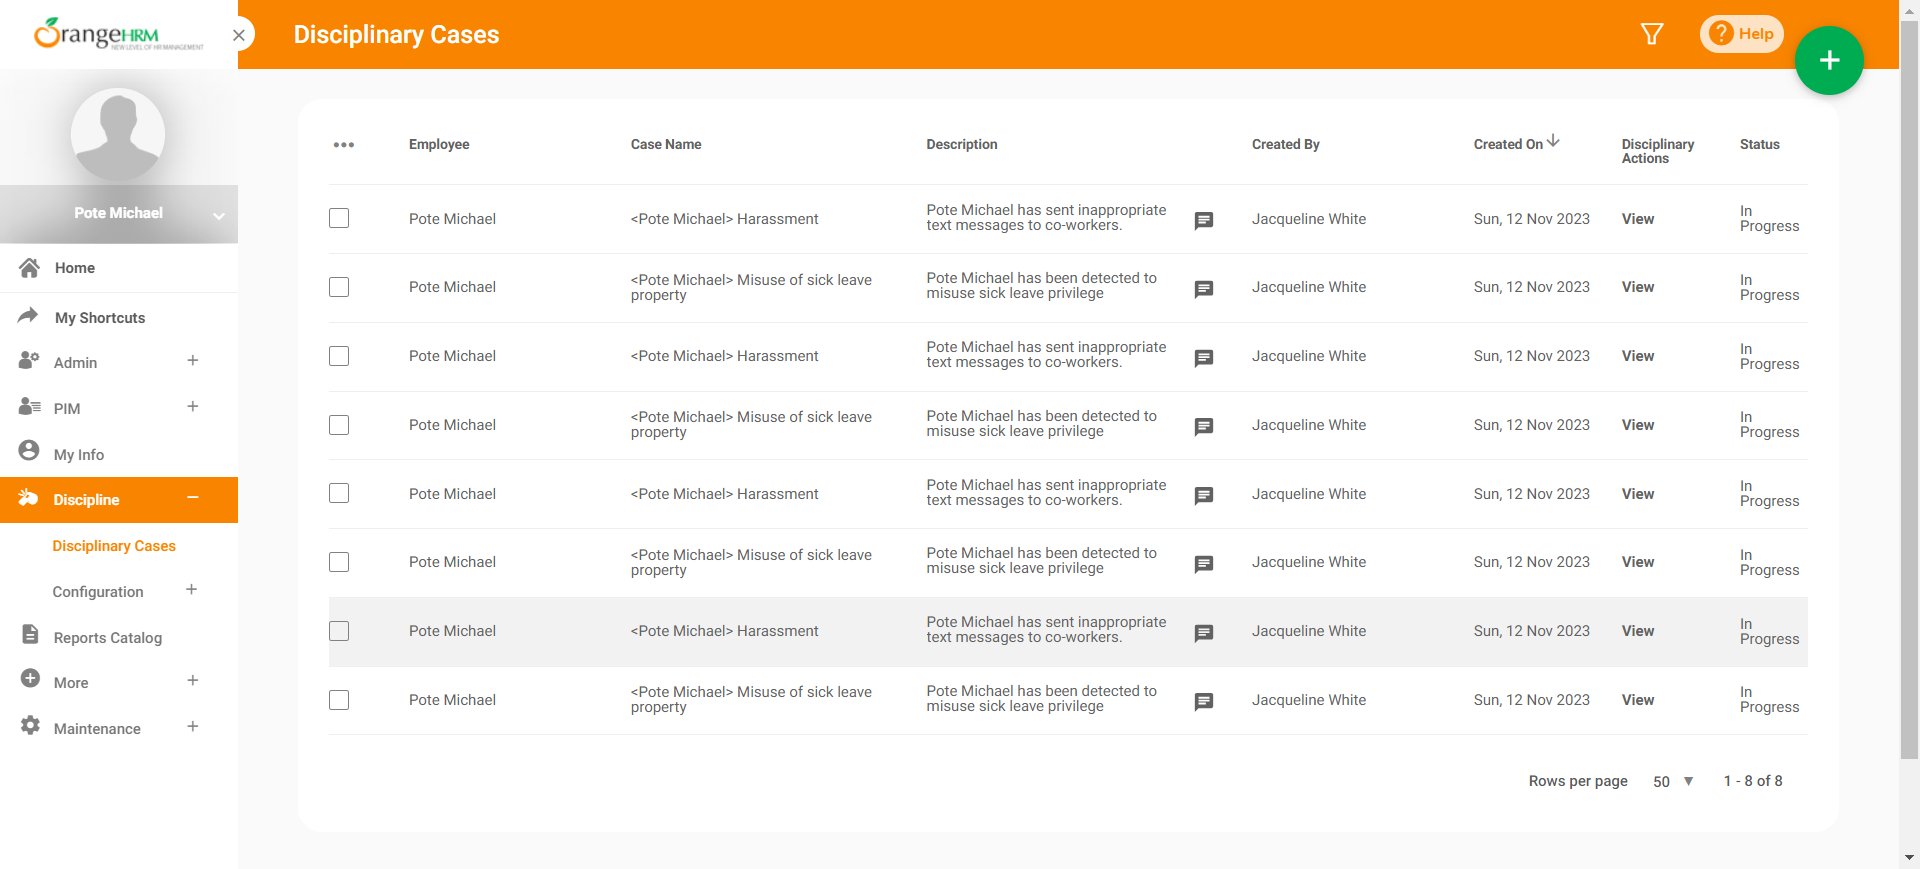 OrangeHRM
NEW LEVEL OF HR MANAGEMENT
Disciplinary Cases
? Help
Pote Michael
Home
My Shortcuts
Admin
PIM
My Info
Discipline
Disciplinary Cases
Configuration
Reports Catalog
More
Maintenance
Employee Case Name Description Created By Created On Disciplinary Actions Status
Pote Michael <Pote Michael> Harassment Pote Michael has sent inappropriate text messages to co-workers. Jacqueline White Sun, 12 Nov 2023 View In Progress
Pote Michael <Pote Michael> Misuse of sick leave property Pote Michael has been detected to misuse sick leave privilege Jacqueline White Sun, 12 Nov 2023 View In Progress
Pote Michael <Pote Michael> Harassment Pote Michael has sent inappropriate text messages to co-workers. Jacqueline White Sun, 12 Nov 2023 View In Progress
Pote Michael <Pote Michael> Misuse of sick leave property Pote Michael has been detected to misuse sick leave privilege Jacqueline White Sun, 12 Nov 2023 View In Progress
Pote Michael <Pote Michael> Harassment Pote Michael has sent inappropriate text messages to co-workers. Jacqueline White Sun, 12 Nov 2023 View In Progress
Pote Michael <Pote Michael> Misuse of sick leave property Pote Michael has been detected to misuse sick leave privilege Jacqueline White Sun, 12 Nov 2023 View In Progress
Pote Michael <Pote Michael> Harassment Pote Michael has sent inappropriate text messages to co-workers. Jacqueline White Sun, 12 Nov 2023 View In Progress
Pote Michael <Pote Michael> Misuse of sick leave property Pote Michael has been detected to misuse sick leave privilege Jacqueline White Sun, 12 Nov 2023 View In Progress
Rows per page 50 1 - 8 of 8